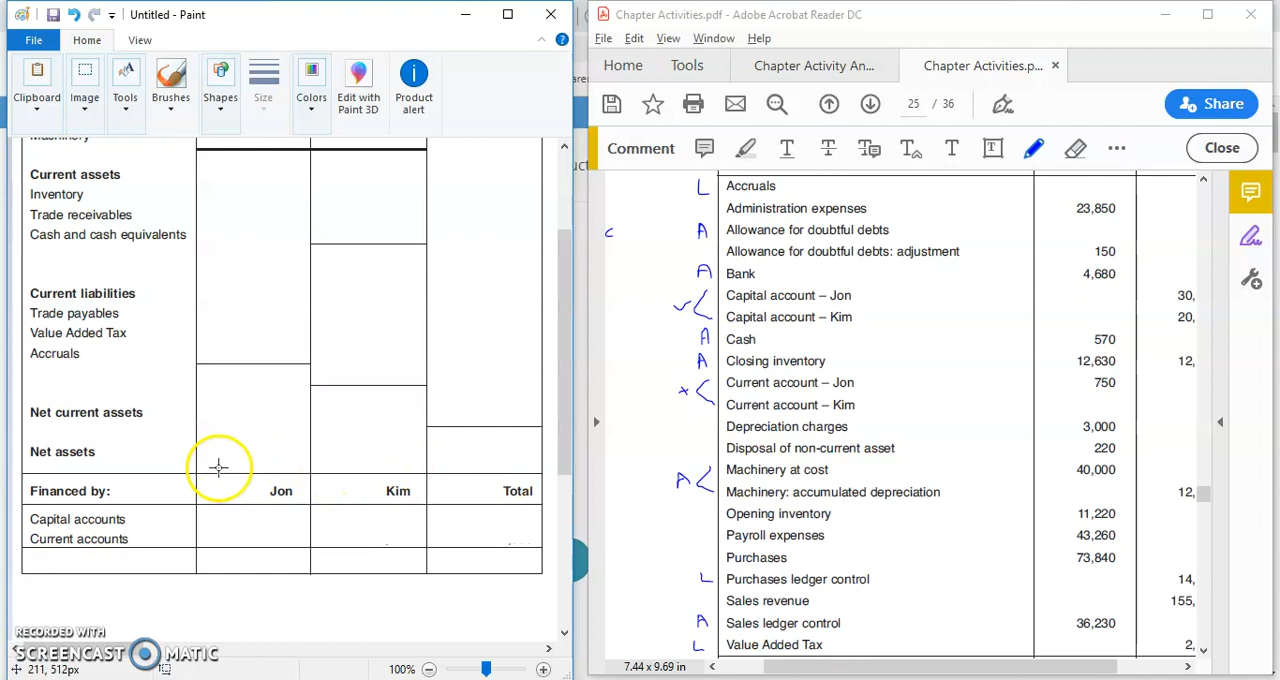 Untitled - Paint
File Home View
Clipboard Image Tools Brushes Shapes Size Colors Edit with Paint 3D Product alert
Current assets
Inventory
Trade receivables
Cash and cash equivalents
Current liabilities
Trade payables
Value Added Tax
Accruals
Net current assets
Net assets
Financed by: Jon Kim Total
Capital accounts
Current accounts
RECORDED WITH
SCREENCAST MATIC
211, 512px 100%
Chapter Activities.pdf - Adobe Acrobat Reader DC
File Edit View Window Help
Home Tools Chapter Activity An... Chapter Activities.p... ×
25 / 36 Share
Comment Close
L Accruals
Administration expenses 23,850
C A Allowance for doubtful debts
Allowance for doubtful debts: adjustment 150
A Bank 4,680
Capital account – Jon 30,
Capital account – Kim 20,
A Cash 570
A Closing inventory 12,630 12,
Current account – Jon 750
Current account – Kim
Depreciation charges 3,000
Disposal of non-current asset 220
Machinery at cost 40,000
A Machinery: accumulated depreciation 12,
Opening inventory 11,220
Payroll expenses 43,260
Purchases 73,840
L Purchases ledger control 14,
Sales revenue 155,
A Sales ledger control 36,230
L Value Added Tax 2,
7.44 x 9.69 in